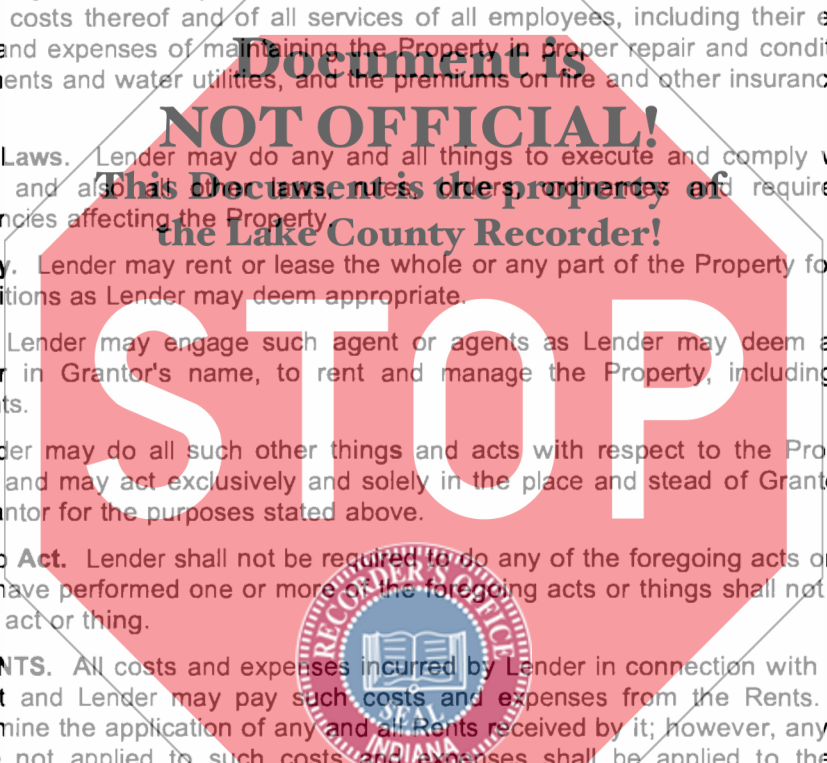 costs thereof and of all services of all employees, including their e
and expenses of maintaining the Property in proper repair and condit
Document is
ents and water utilities, and the premiums on fire and other insuranc
NOT OFFICIAL!
Laws. Lender may do any and all things to execute and comply
This Document is the property of
and also all other laws, rules, orders, ordinances and require
ncies affecting the Property.
the Lake County Recorder!
y. Lender may rent or lease the whole or any part of the Property fo
itions as Lender may deem appropriate.
STOP
Lender may engage such agent or agents as Lender may deem a
r in Grantor's name, to rent and manage the Property, including
ts.
der may do all such other things and acts with respect to the Pro
and may act exclusively and solely in the place and stead of Grant
ntor for the purposes stated above.
o Act. Lender shall not be required to do any of the foregoing acts o
have performed one or more of the foregoing acts or things shall not
act or thing.
RECORDER'S OFFICE
SEAL
INDIANA
NTS. All costs and expenses incurred by Lender in connection with
t and Lender may pay such costs and expenses from the Rents.
mine the application of any and all Rents received by it; however, any
not applied to such costs and expenses shall be applied to the